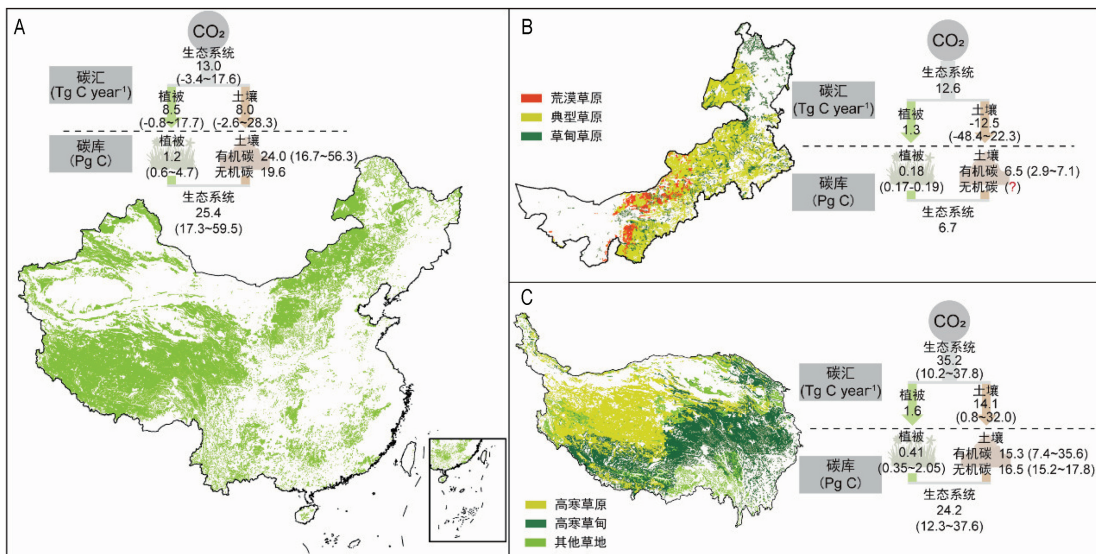 A
CO₂
生态系统
13.0
(-3.4~17.6)
碳汇
(Tg C year⁻¹)
植被
8.5
(-0.8~17.7)
土壤
8.0
(-2.6~28.3)
碳库
(Pg C)
植被
1.2
(0.6~4.7)
土壤
有机碳 24.0 (16.7~56.3)
无机碳 19.6
生态系统
25.4
(17.3~59.5)
B
荒漠草原
典型草原
草甸草原
CO₂
生态系统
12.6
碳汇
(Tg C year⁻¹)
植被
1.3
土壤
-12.5
(-48.4~22.3)
碳库
(Pg C)
植被
0.18
(0.17-0.19)
土壤
有机碳 6.5 (2.9~7.1)
无机碳 (?)
生态系统
6.7
C
高寒草原
高寒草甸
其他草地
CO₂
生态系统
35.2
(10.2~37.8)
碳汇
(Tg C year⁻¹)
植被
1.6
土壤
14.1
(0.8~32.0)
碳库
(Pg C)
植被
0.41
(0.35~2.05)
土壤
有机碳 15.3 (7.4~35.6)
无机碳 16.5 (15.2~17.8)
生态系统
24.2
(12.3~37.6)